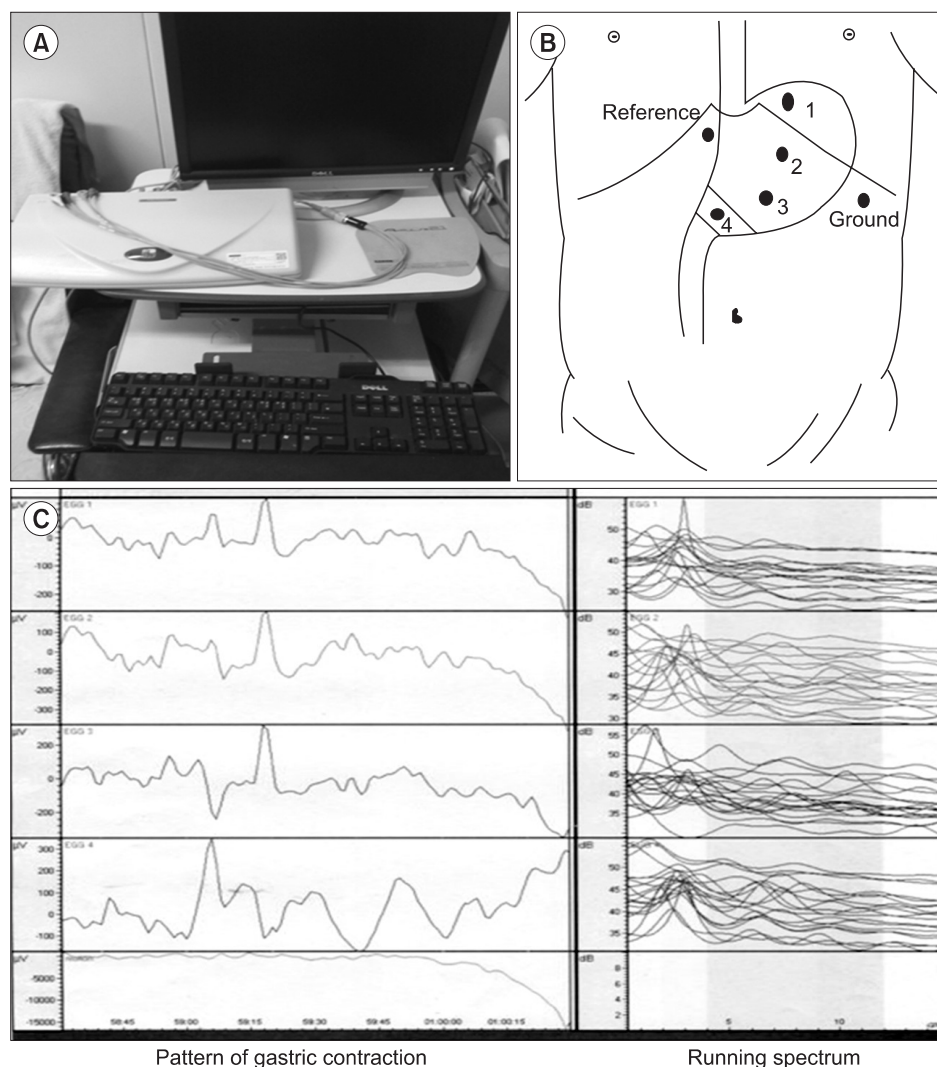 A
DELL
DELL
B
Reference
1
2
3
4
Ground
C
µV
EGG 1
0
-100
-200
dB
EGG 1
50
40
30
µV
EGG 2
100
0
-100
-300
dB
EGG 2
50
45
40
35
30
µV
EGG 3
200
0
-200
dB
55
50
45
40
35
µV
EGG 4
300
200
100
0
-100
dB
50
40
35
µV
-5000
-10000
-15000
58:45
59:00
59:15
59:30
59:45
01:00:00
01:00:15
dB
8
6
4
2
5
10
Pattern of gastric contraction
Running spectrum